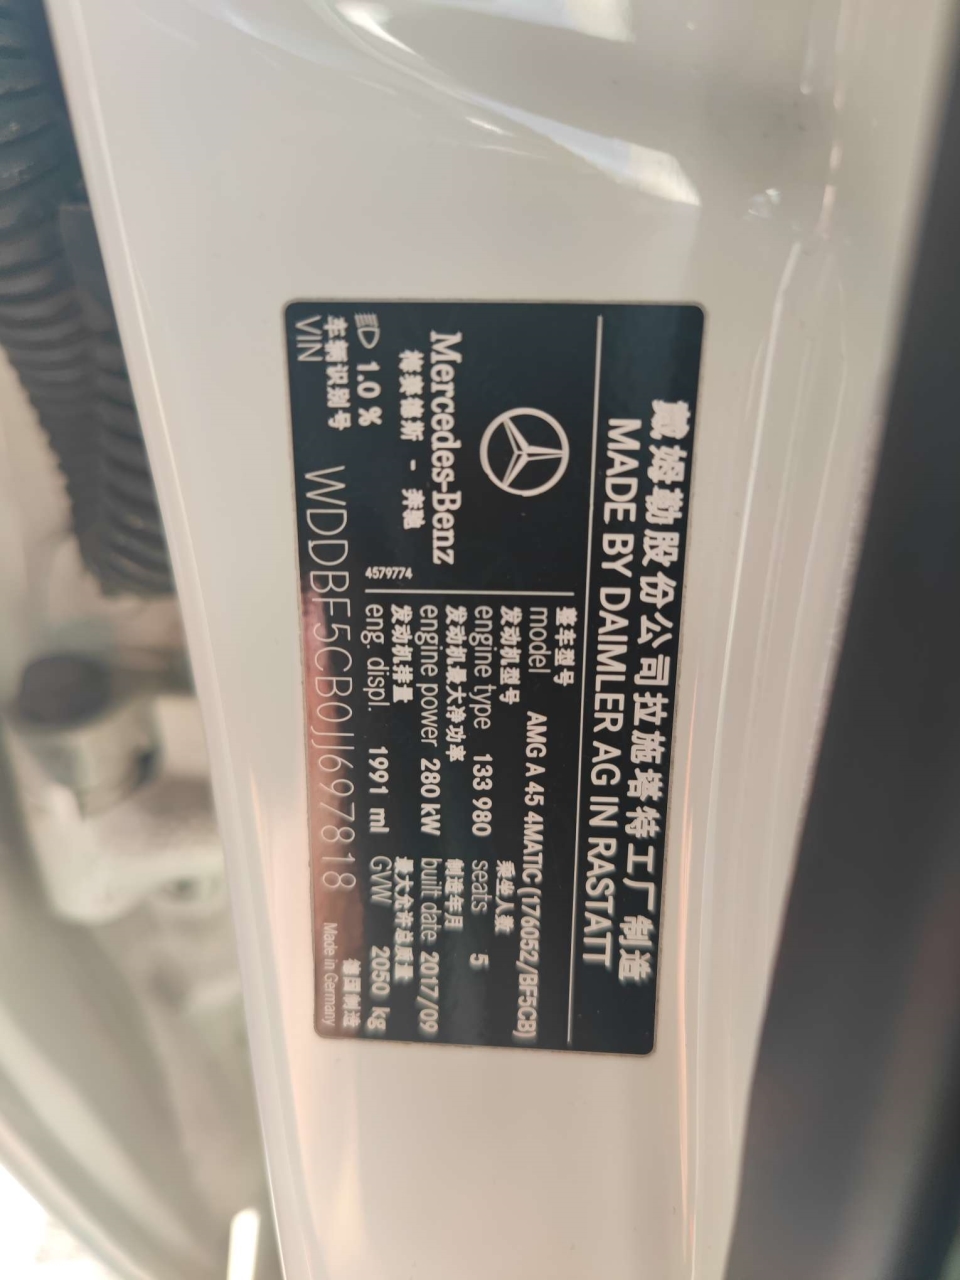 戴姆勒股份公司拉施塔特工厂制造
MADE BY DAIMLER AG IN RASTATT
Mercedes-Benz
梅赛德斯 - 奔驰
1.0 %
4579774
整车型号
model AMG A 45 4MATIC (176052/BF5CB)
发动机型号 乘坐人数
engine type 133 980 seats 5
发动机最大净功率 制造年月
engine power 280 kW built date 2017/09
发动机排量 最大允许总质量
eng. displ. 1991 ml GVW 2050 kg
车辆识别号 德国制造
VIN WDDBF5CB0JJ697818 Made in Germany